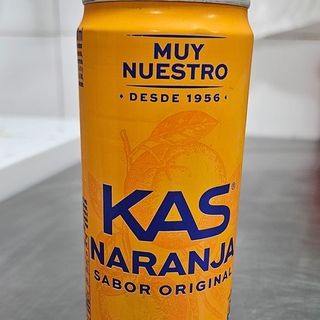 MUY
NUESTRO
• DESDE 1956 •
KAS®
NARANJA
SABOR ORIGINAL